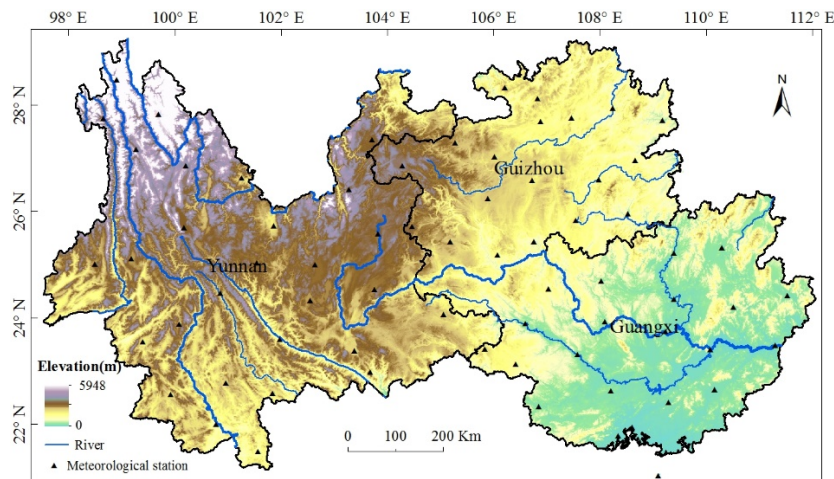 98° E 100° E 102° E 104° E 106° E 108° E 110° E 112° E
28° N
26° N
24° N
22° N
N
Guizhou
Yunnan
Guangxi
Elevation(m)
5948
0
River
Meteorological station
0 100 200 Km